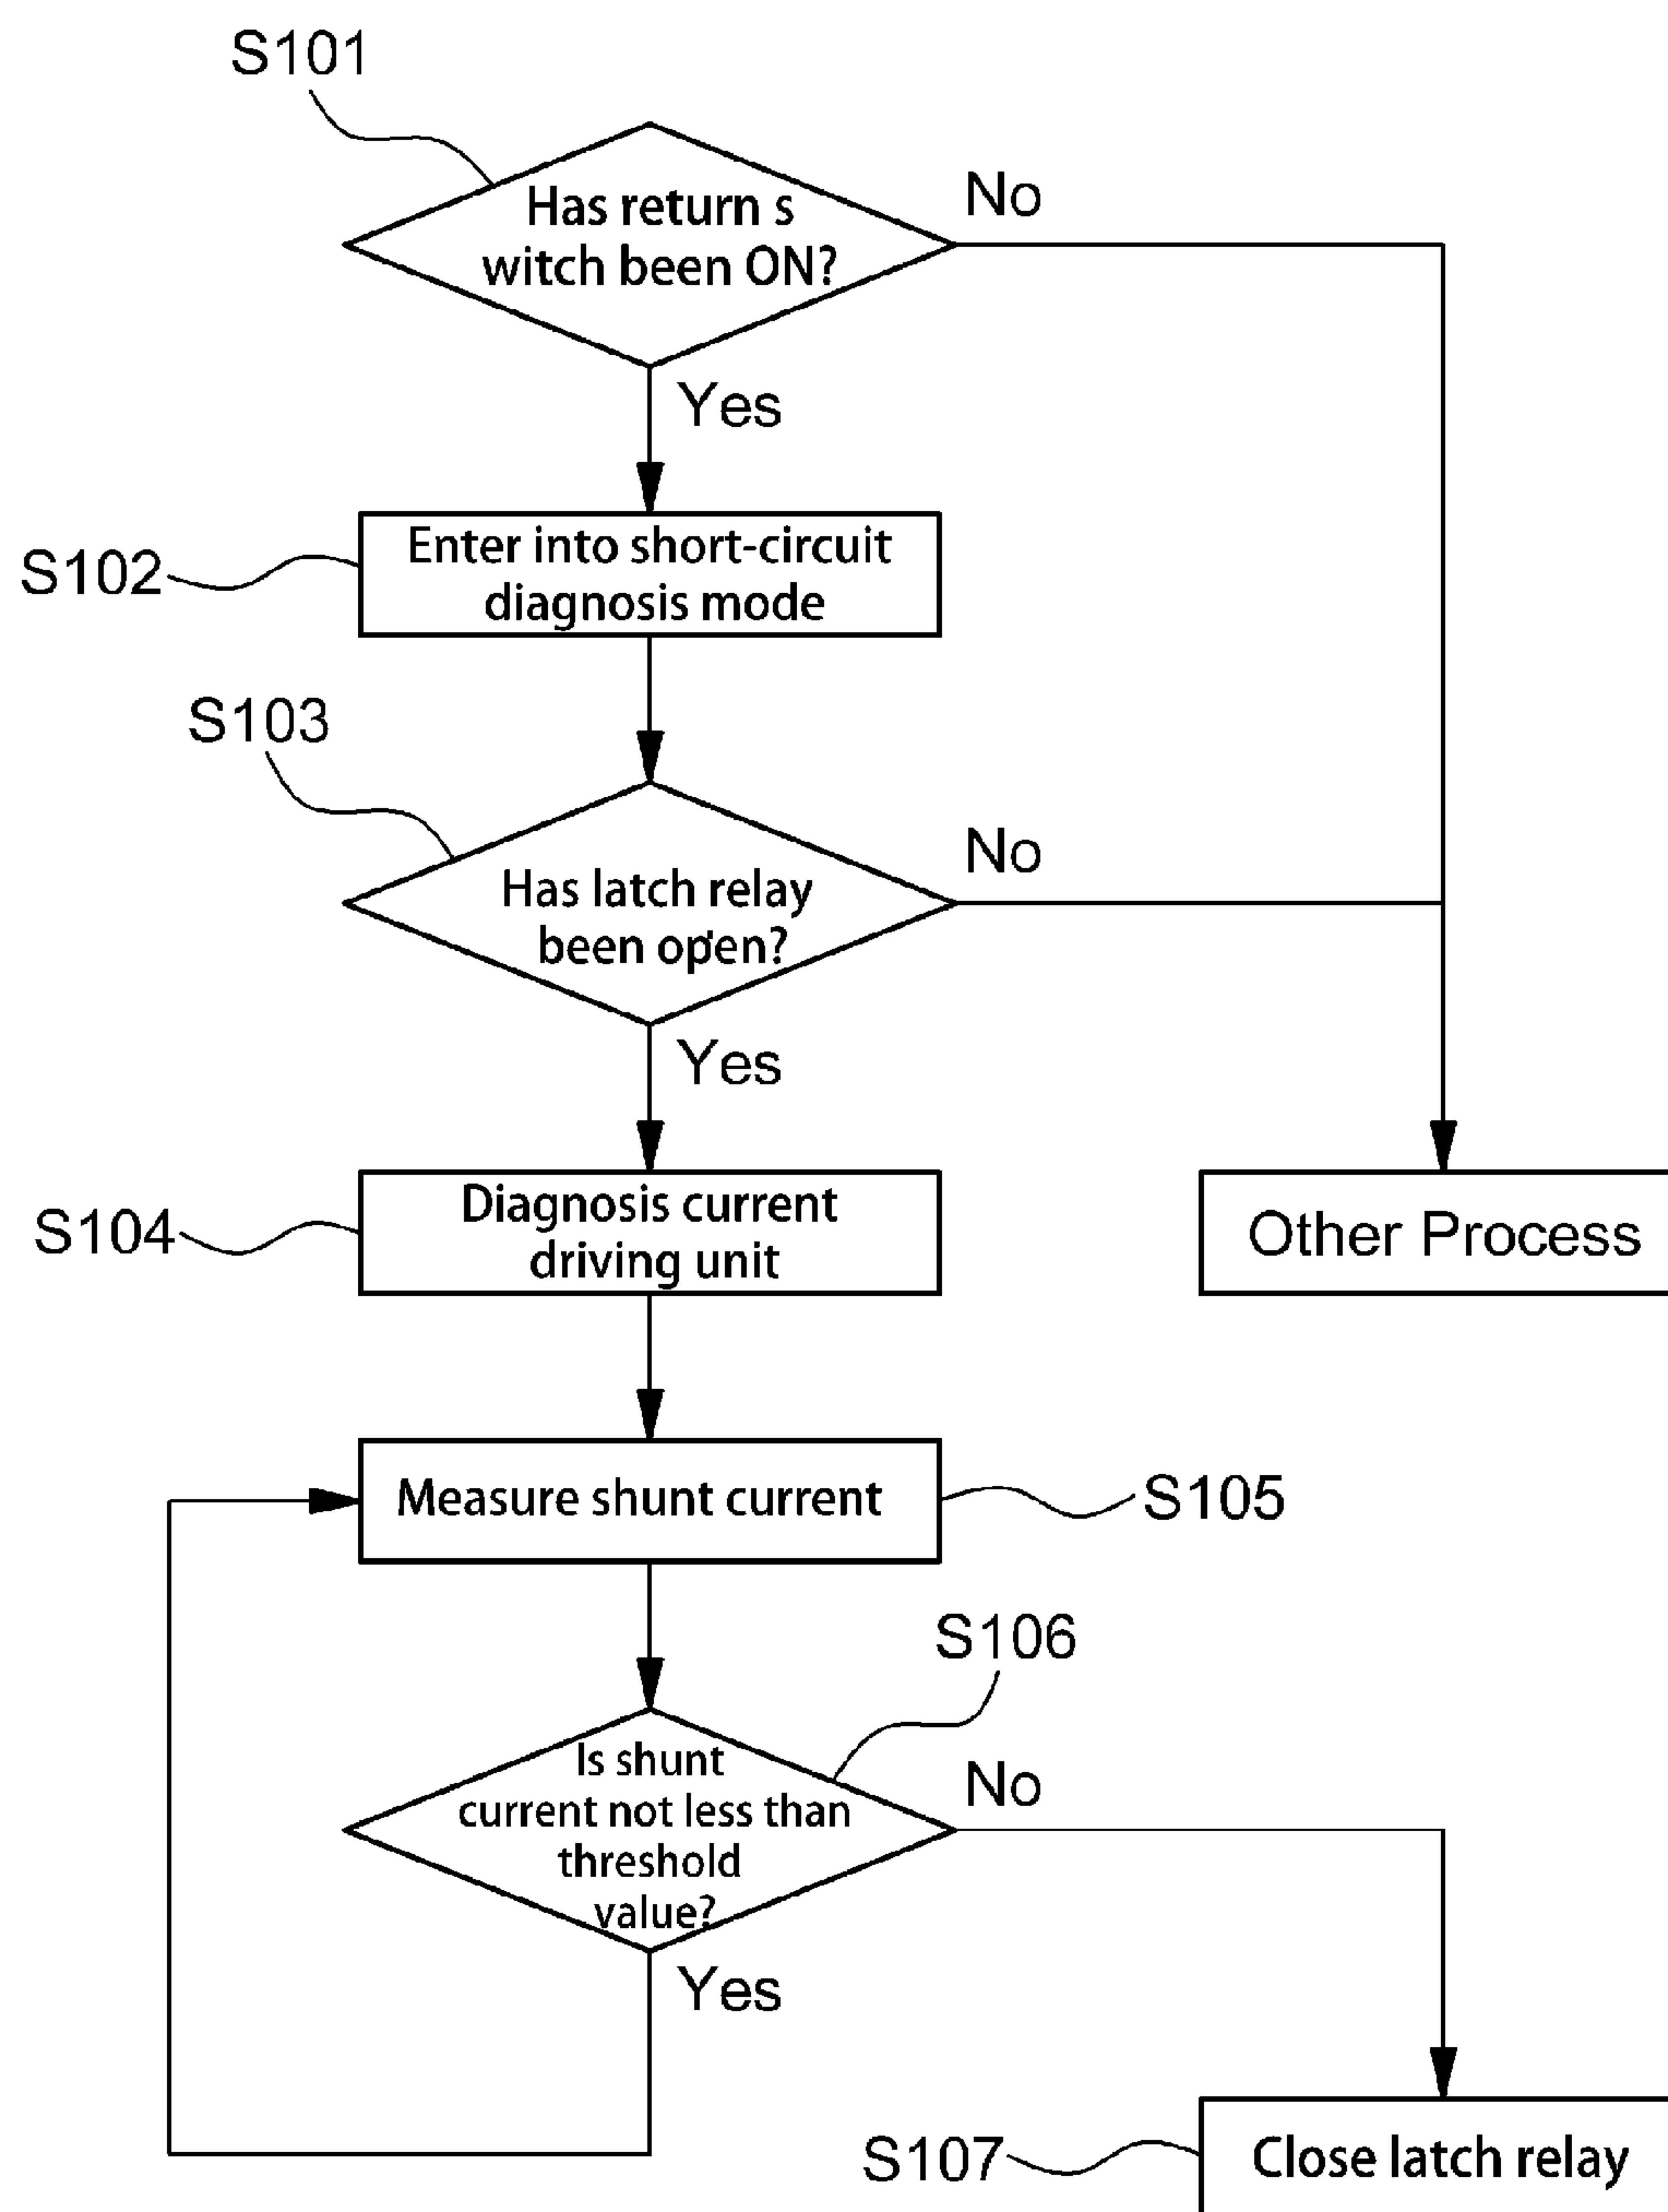 S101
Has return s
witch been ON?
No
Yes
S102
Enter into short-circuit
diagnosis mode
S103
Has latch relay
been open?
No
Yes
S104
Diagnosis current
driving unit
Other Process
Measure shunt current
S105
S106
Is shunt
current not less than
threshold
value?
No
Yes
S107
Close latch relay